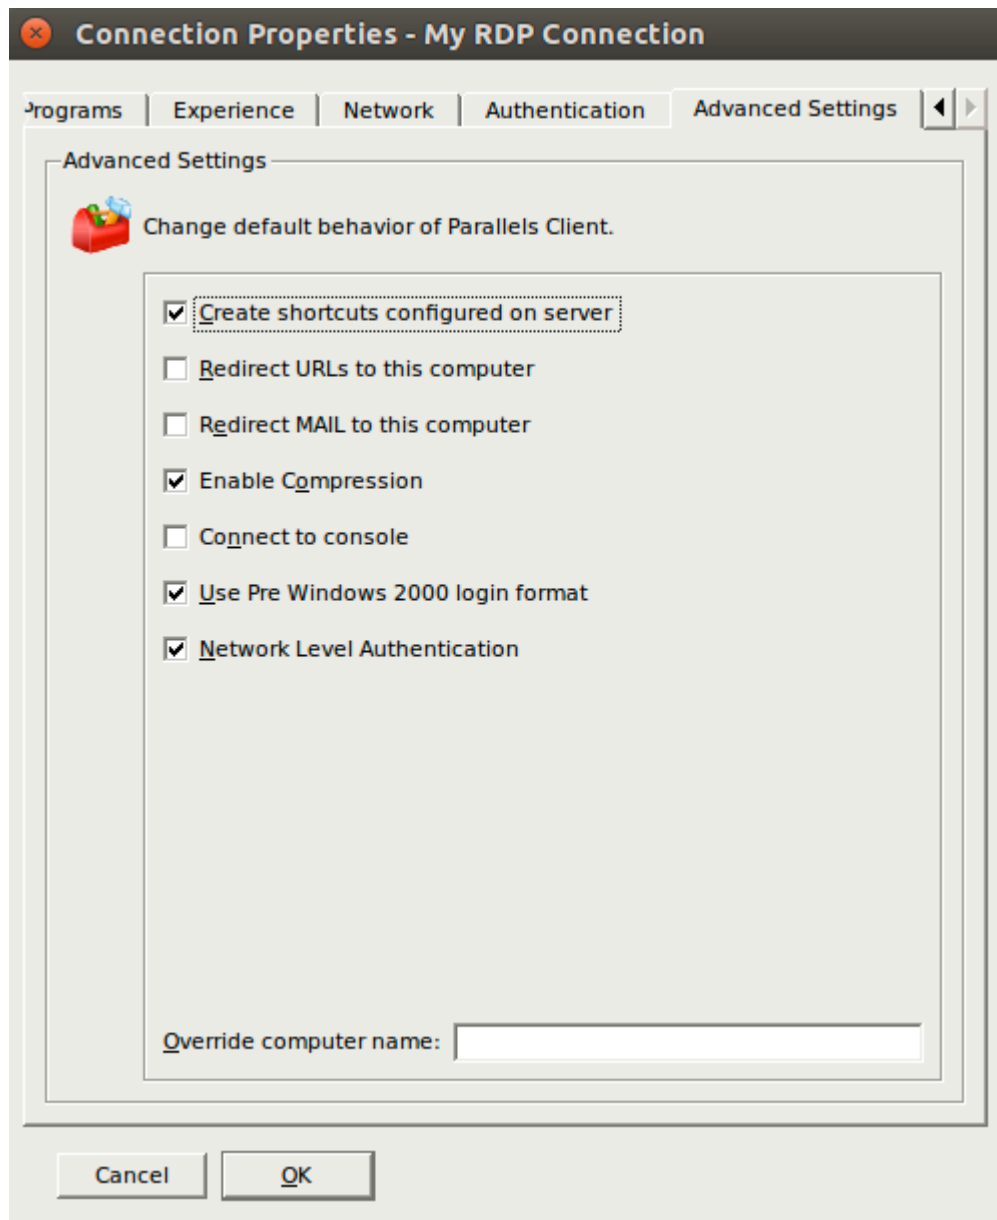 Connection Properties - My RDP Connection
Programs Experience Network Authentication Advanced Settings
Advanced Settings
Change default behavior of Parallels Client.
Create shortcuts configured on server
Redirect URLs to this computer
Redirect MAIL to this computer
Enable Compression
Connect to console
Use Pre Windows 2000 login format
Network Level Authentication
Override computer name:
Cancel OK